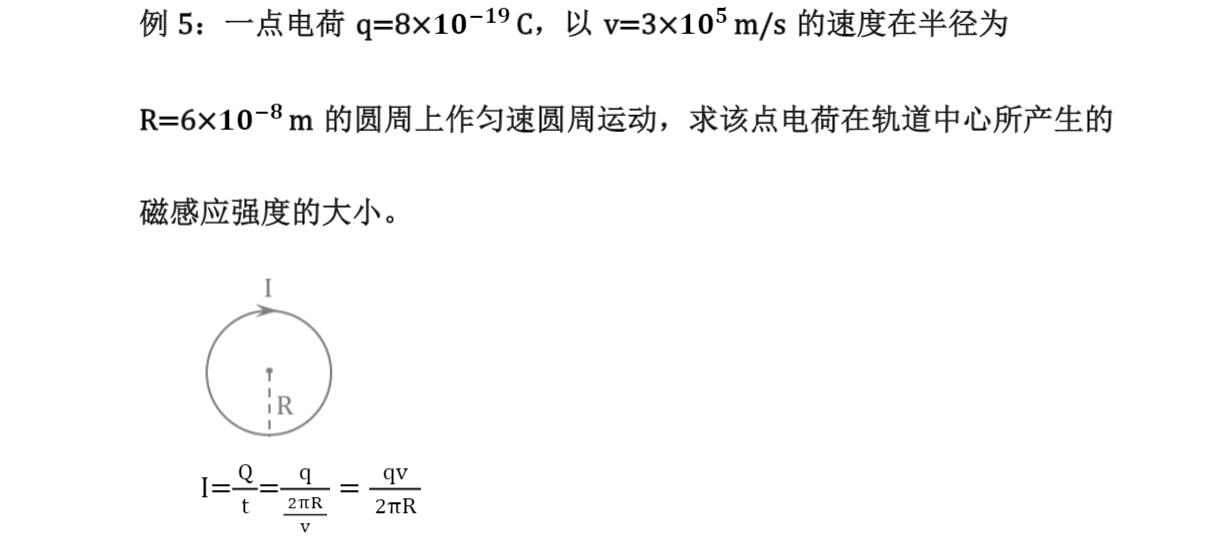 例 5：一点电荷 q=8×10⁻¹⁹ C，以 v=3×10⁵ m/s 的速度在半径为
R=6×10⁻⁸ m 的圆周上作匀速圆周运动，求该点电荷在轨道中心所产生的
磁感应强度的大小。
I
R
I=Q/t=q/(2πR/v) = qv/2πR